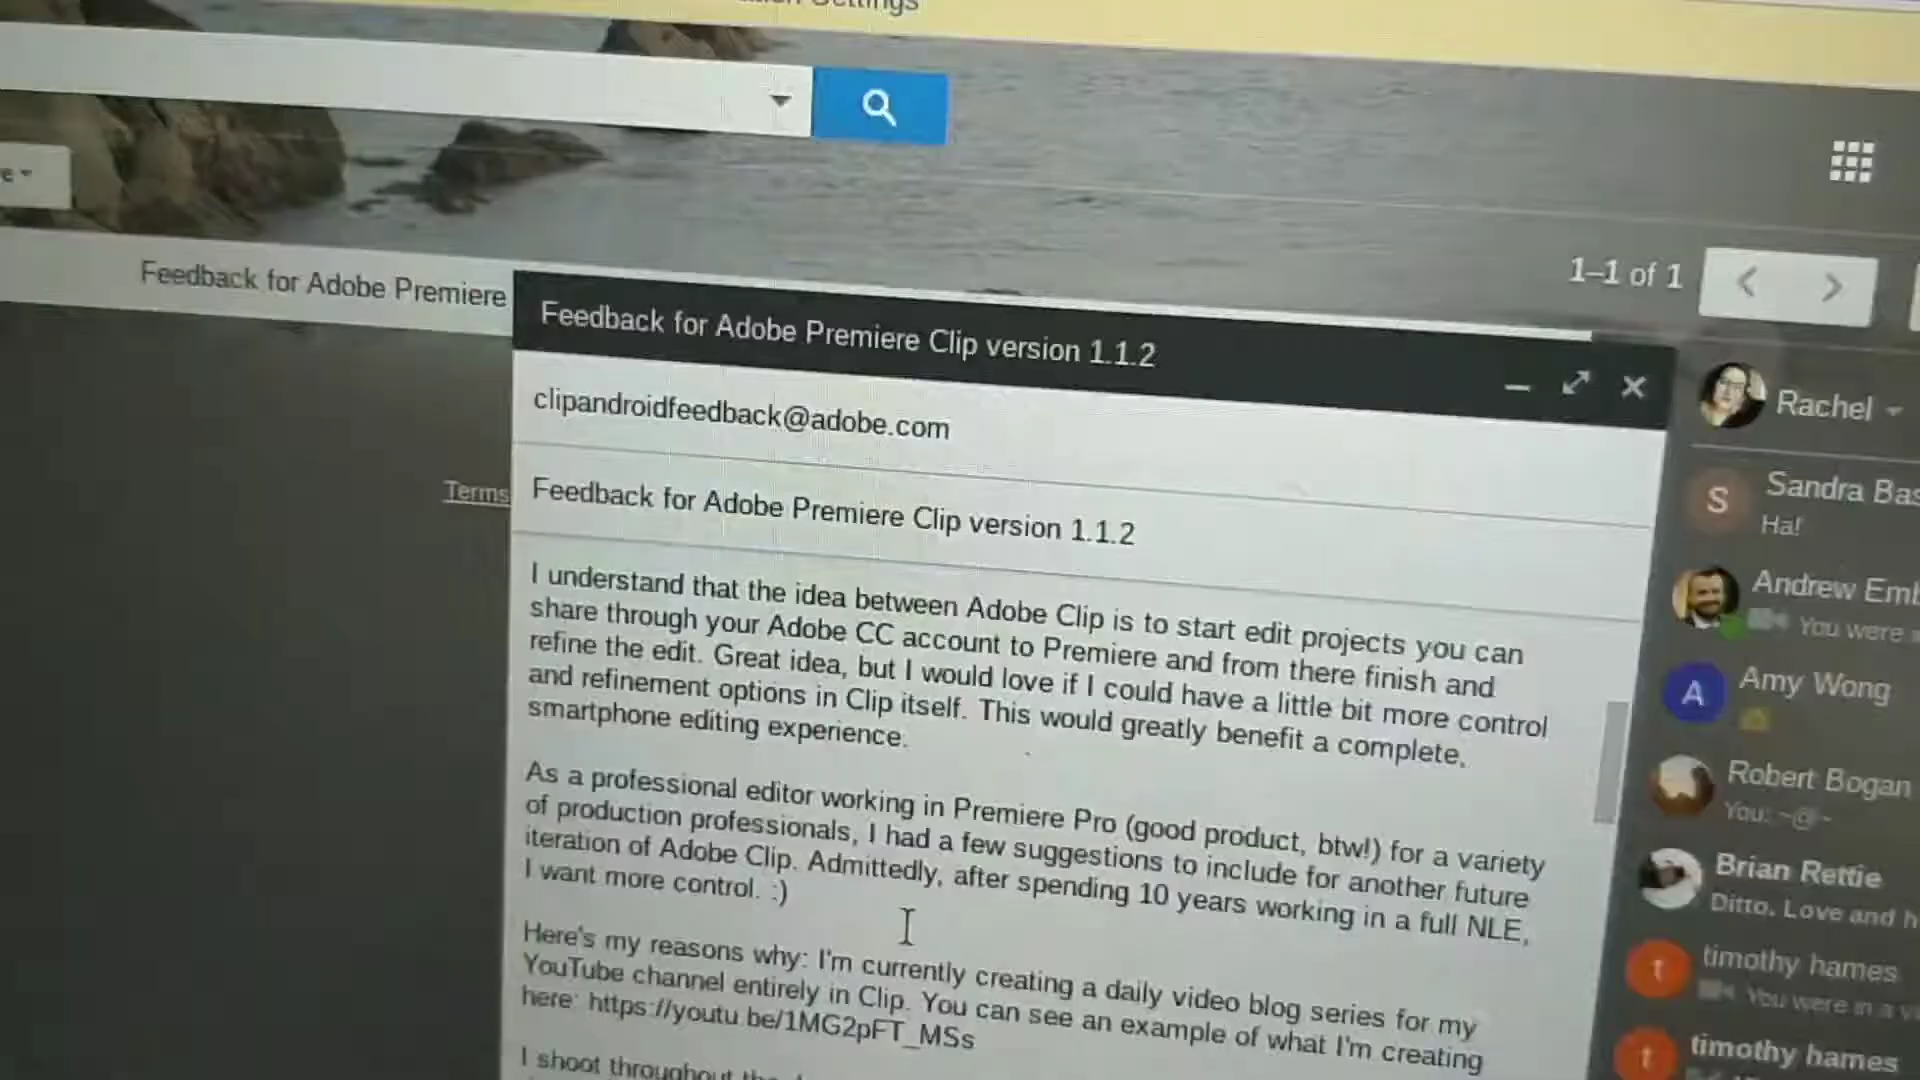 Settings
1–1 of 1
Feedback for Adobe Premiere
Feedback for Adobe Premiere Clip version 1.1.2
clipandroidfeedback@adobe.com
Terms
Feedback for Adobe Premiere Clip version 1.1.2
I understand that the idea between Adobe Clip is to start edit projects you can
share through your Adobe CC account to Premiere and from there finish and
refine the edit. Great idea, but I would love if I could have a little bit more control
and refinement options in Clip itself. This would greatly benefit a complete,
smartphone editing experience.
As a professional editor working in Premiere Pro (good product, btw!) for a variety
of production professionals, I had a few suggestions to include for another future
iteration of Adobe Clip. Admittedly, after spending 10 years working in a full NLE,
I want more control. :)
Here's my reasons why: I'm currently creating a daily video blog series for my
YouTube channel entirely in Clip. You can see an example of what I'm creating
here: https://youtu.be/1MG2pFT_MSs
I shoot throughout
Rachel
S
Sandra Bas
Ha!
Andrew Emb
You were
A
Amy Wong
Robert Bogan
You: ~@~
Brian Rettie
Ditto. Love and h
t
timothy hames
You were in a v
t
timothy hames